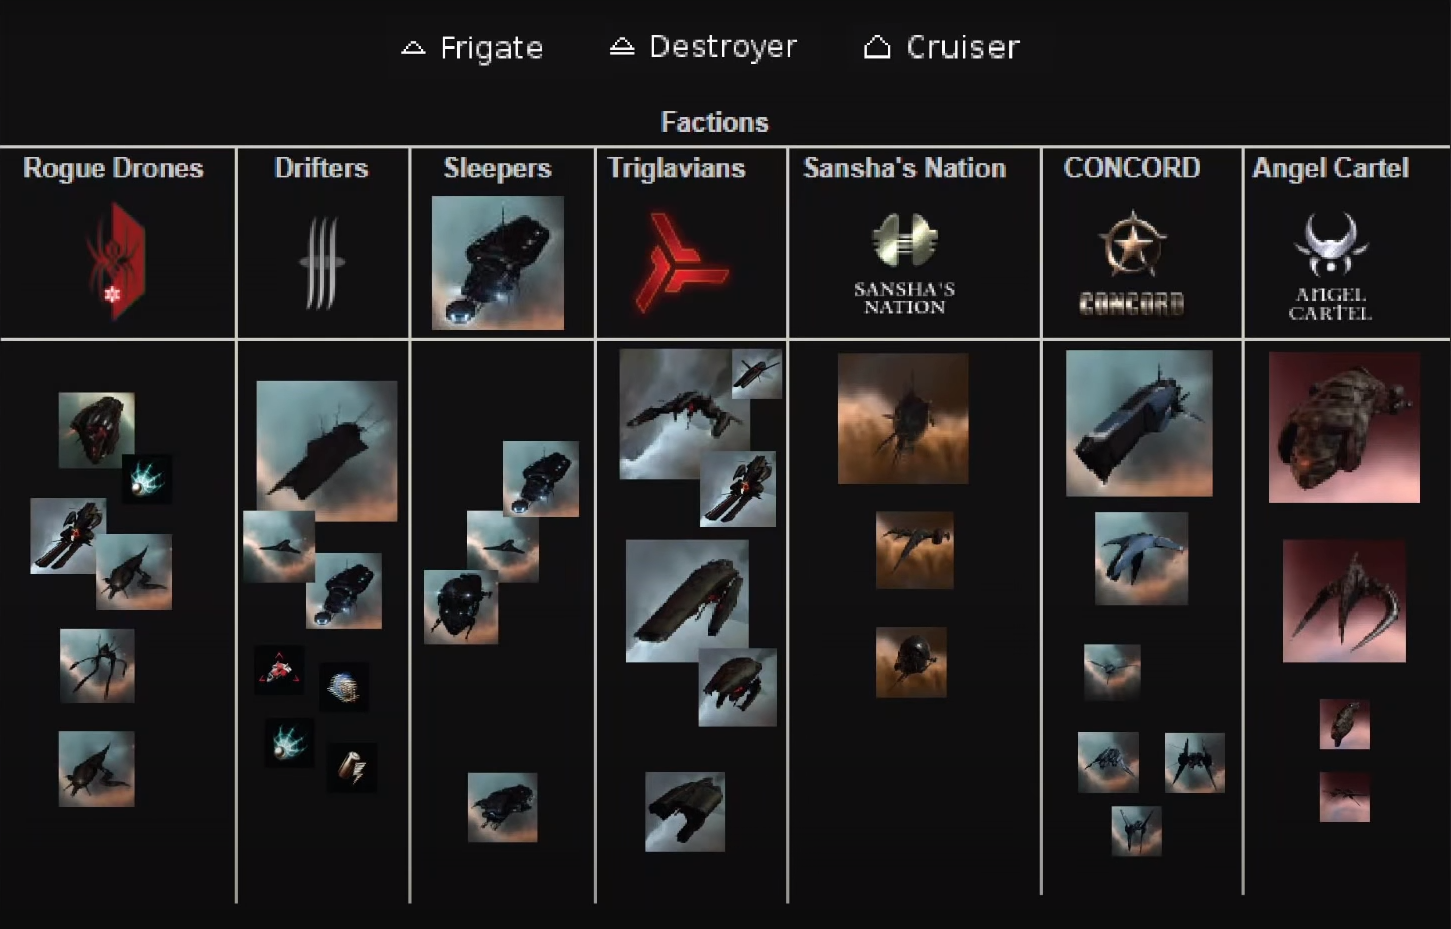 Frigate
Destroyer
Cruiser
Factions
Rogue Drones
Drifters
Sleepers
Triglavians
Sansha's Nation
CONCORD
Angel Cartel
SANSHA'S
NATION
CONCORD
ANGEL
CARTEL